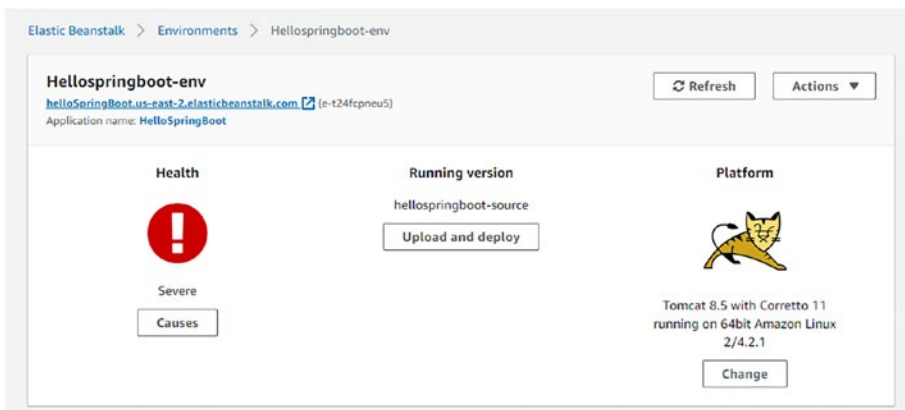 Elastic Beanstalk > Environments > Hellospringboot-env
Hellospringboot-env
helloSpringBoot.us-east-2.elasticbeanstalk.com (e-t24fcpneu5)
Application name: HelloSpringBoot
Refresh
Actions ▼
Health
Severe
Causes
Running version
hellospringboot-source
Upload and deploy
Platform
Tomcat 8.5 with Corretto 11
running on 64bit Amazon Linux
2/4.2.1
Change